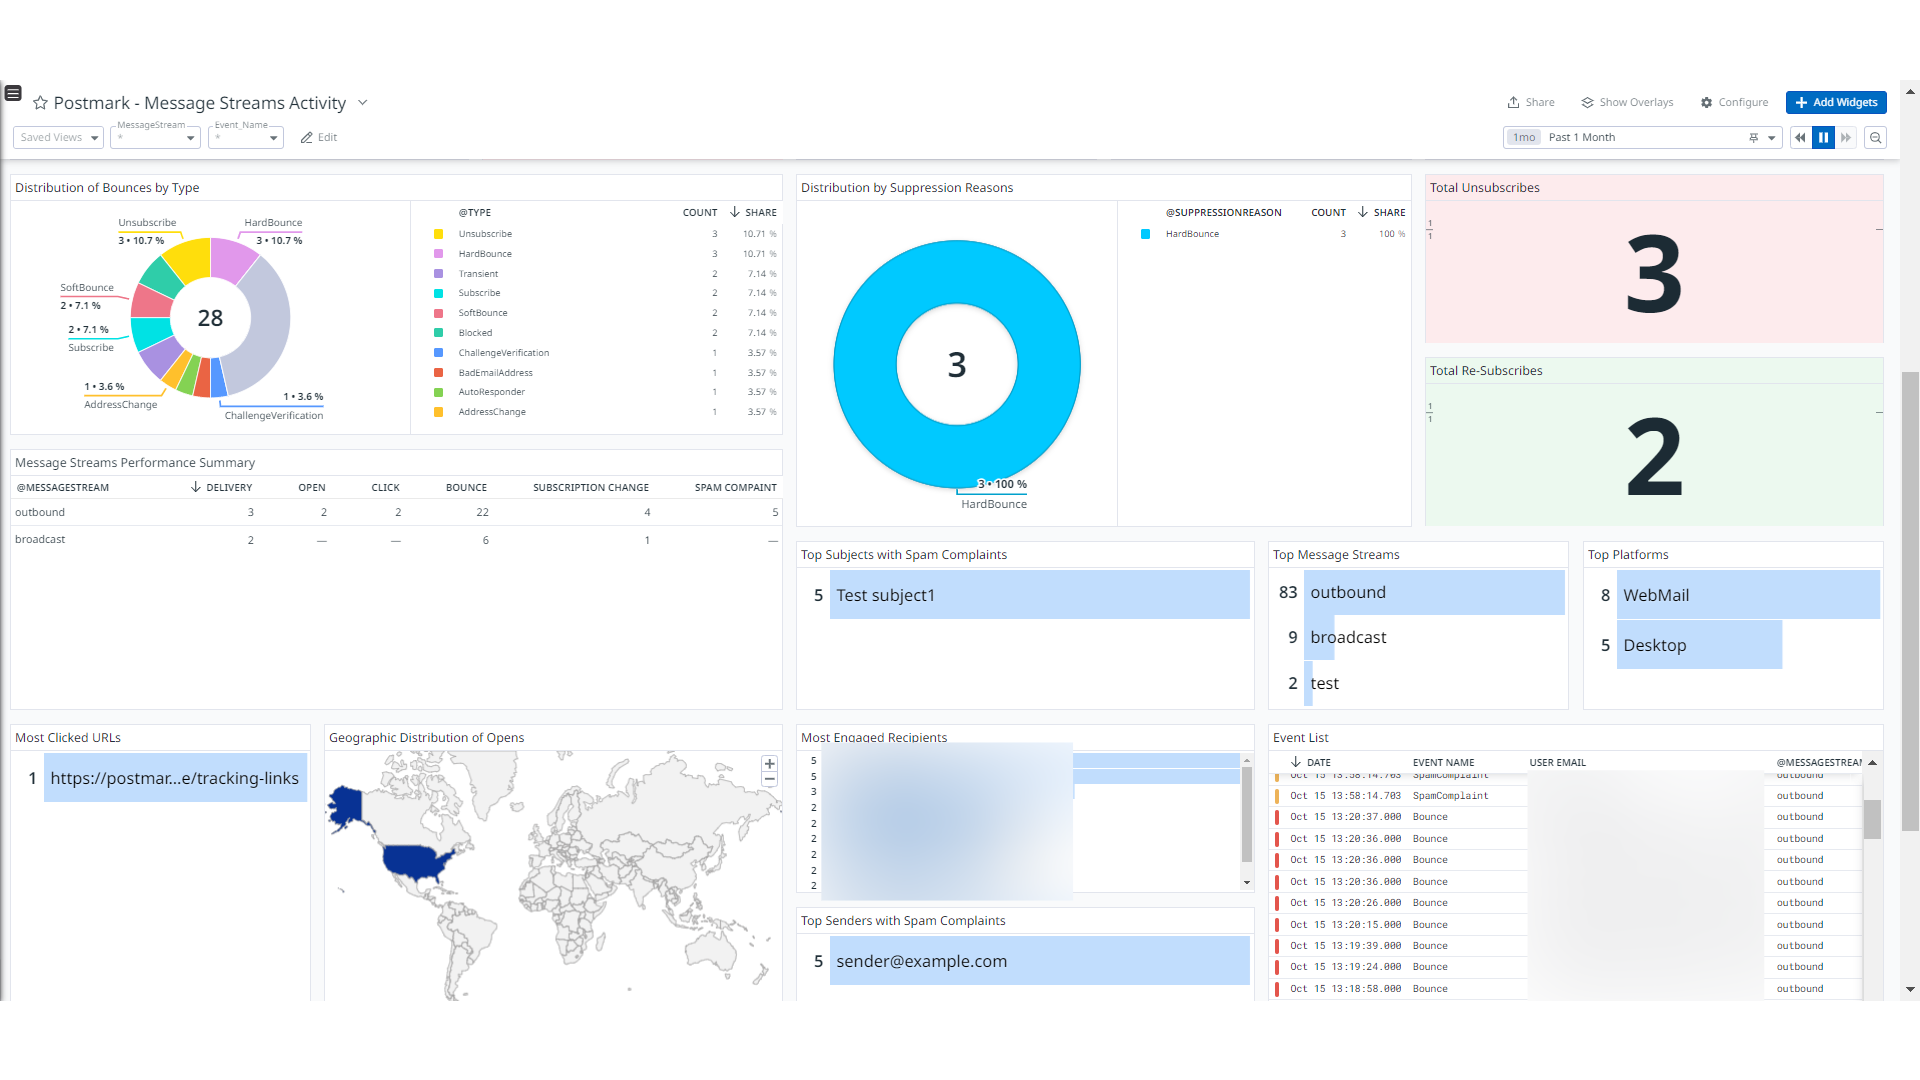 Postmark - Message Streams Activity
Share
Show Overlays
Configure
Add Widgets
Saved Views
MessageStream
*
Event_Name
*
Edit
1mo Past 1 Month
Distribution of Bounces by Type
28
Unsubscribe
3 • 10.7 %
HardBounce
3 • 10.7 %
SoftBounce
2 • 7.1 %
2 • 7.1 %
Subscribe
1 • 3.6 %
AddressChange
1 • 3.6 %
ChallengeVerification
@TYPE COUNT SHARE
Unsubscribe 3 10.71 %
HardBounce 3 10.71 %
Transient 2 7.14 %
Subscribe 2 7.14 %
SoftBounce 2 7.14 %
Blocked 2 7.14 %
ChallengeVerification 1 3.57 %
BadEmailAddress 1 3.57 %
AutoResponder 1 3.57 %
AddressChange 1 3.57 %
Distribution by Suppression Reasons
3
3 • 100 %
HardBounce
@SUPPRESSIONREASON COUNT SHARE
HardBounce 3 100 %
Total Unsubscribes
1
1
3
Total Re-Subscribes
1
1
2
Message Streams Performance Summary
@MESSAGESTREAM DELIVERY OPEN CLICK BOUNCE SUBSCRIPTION CHANGE SPAM COMPAINT
outbound 3 2 2 22 4 5
broadcast 2 — — 6 1 —
Top Subjects with Spam Complaints
5 Test subject1
Top Message Streams
83 outbound
9 broadcast
2 test
Top Platforms
8 WebMail
5 Desktop
Most Clicked URLs
1 https://postmar...e/tracking-links
Geographic Distribution of Opens
+
−
Most Engaged Recipients
5
5
3
2
2
2
2
2
2
Top Senders with Spam Complaints
5 sender@example.com
Event List
DATE EVENT NAME USER EMAIL @MESSAGESTREAM
Oct 15 13:58:14.703 SpamComplaint outbound
Oct 15 13:58:14.703 SpamComplaint outbound
Oct 15 13:20:37.000 Bounce outbound
Oct 15 13:20:36.000 Bounce outbound
Oct 15 13:20:36.000 Bounce outbound
Oct 15 13:20:36.000 Bounce outbound
Oct 15 13:20:26.000 Bounce outbound
Oct 15 13:20:15.000 Bounce outbound
Oct 15 13:19:39.000 Bounce outbound
Oct 15 13:19:24.000 Bounce outbound
Oct 15 13:18:58.000 Bounce outbound